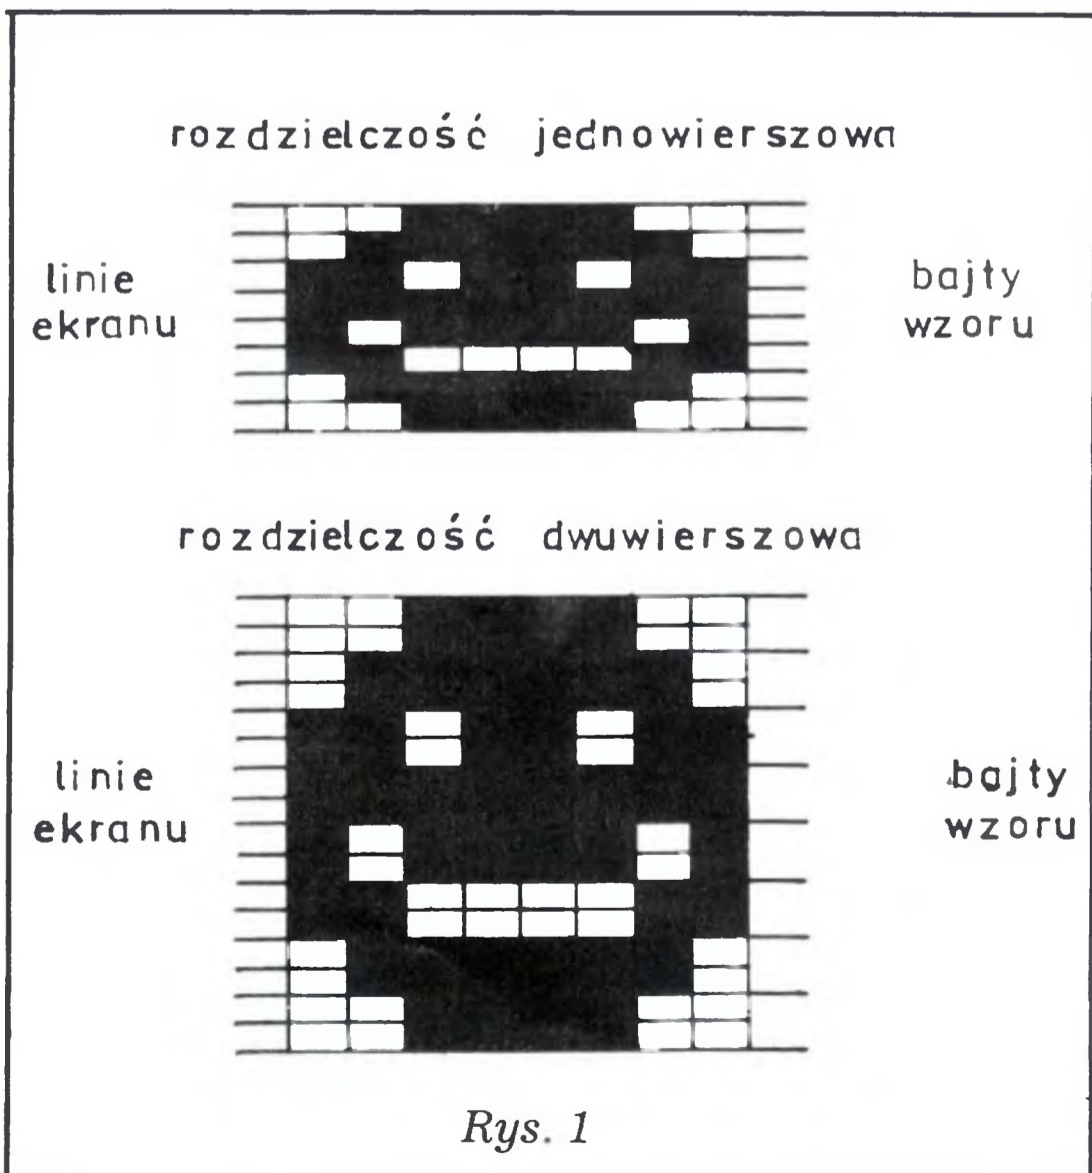 rozdzielczość jednowierszowa
linie
ekranu
bajty
wzoru
rozdzielczość dwuwierszowa
linie
ekranu
bajty
wzoru
Rys. 1